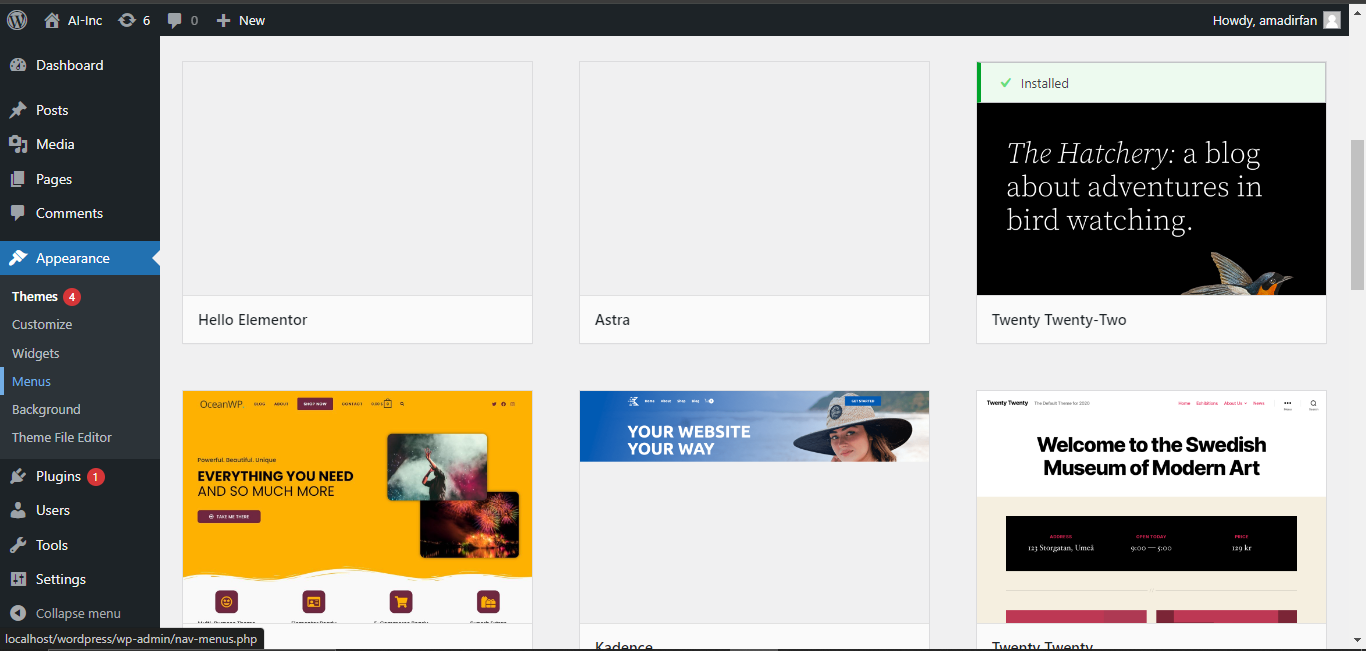 AI-Inc
6
0
New
Howdy, amadirfan
Dashboard
Posts
Media
Pages
Comments
Appearance
Themes 4
Customize
Widgets
Menus
Background
Theme File Editor
Plugins 1
Users
Tools
Settings
Collapse menu
localhost/wordpress/wp-admin/nav-menus.php
Hello Elementor
Astra
Installed
The Hatchery: a blog
about adventures in
bird watching.
Twenty Twenty-Two
OceanWP.
BLOG
ABOUT
SHOP NOW
CONTACT
Powerful, Beautiful, Unique
EVERYTHING YOU NEED
AND SO MUCH MORE
TAKE ME THERE
GET STARTED
YOUR WEBSITE
YOUR WAY
Kadence
Twenty Twenty
The Default Theme for 2020
Home
Exhibitions
About Us
News
Welcome to the Swedish
Museum of Modern Art
ADDRESS
123 Storgatan, Umeå
OPEN TODAY
9:00 — 5:00
PRICE
129 kr
Twenty Twenty